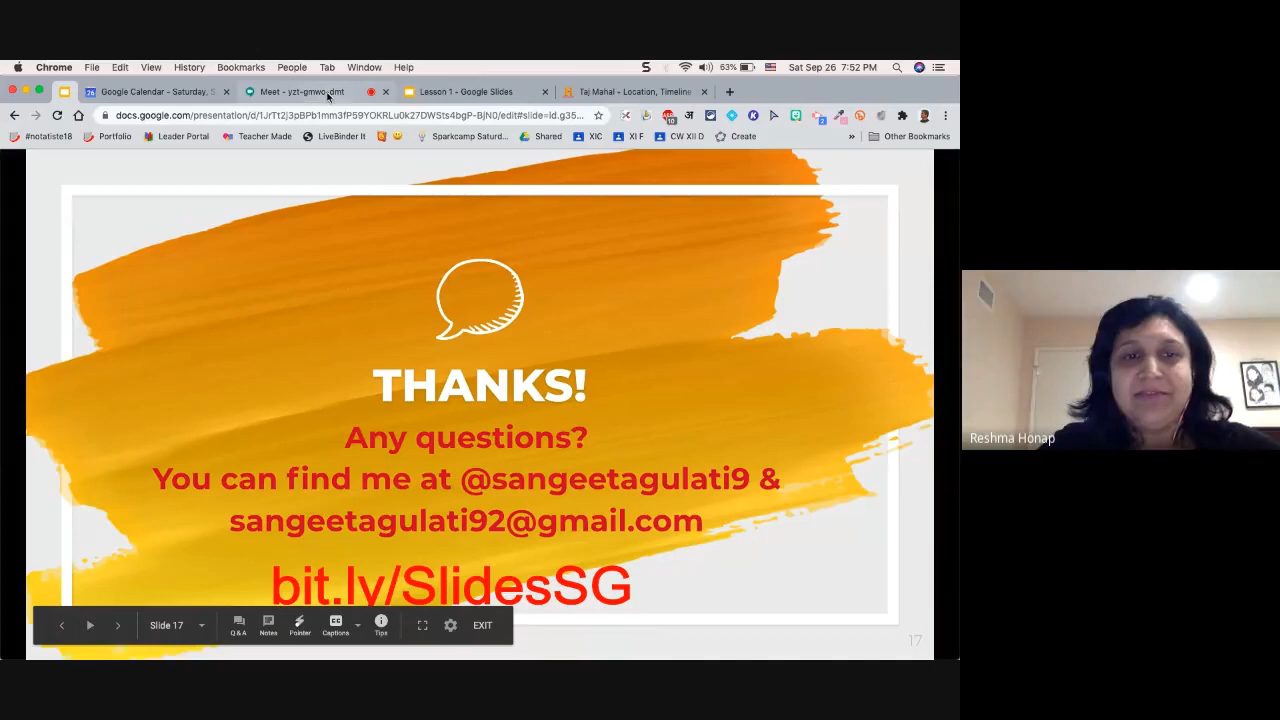 Chrome File Edit View History Bookmarks People Tab Window Help
63% Sat Sep 26 7:52 PM
Google Calendar - Saturday, S
Meet - yzt-gmwo-dmt
Lesson 1 - Google Slides
Taj Mahal - Location, Timeline
#notatiste18 Portfolio Leader Portal Teacher Made LiveBinder It Sparkcamp Saturd... Shared XIC XI F CW XII D Create » Other Bookmarks
THANKS!
Any questions?
You can find me at @sangeetagulati9 &
sangeetagulati92@gmail.com
bit.ly/SlidesSG
Slide 17 Q & A Notes Pointer Captions Tips EXIT
17
Reshma Honap